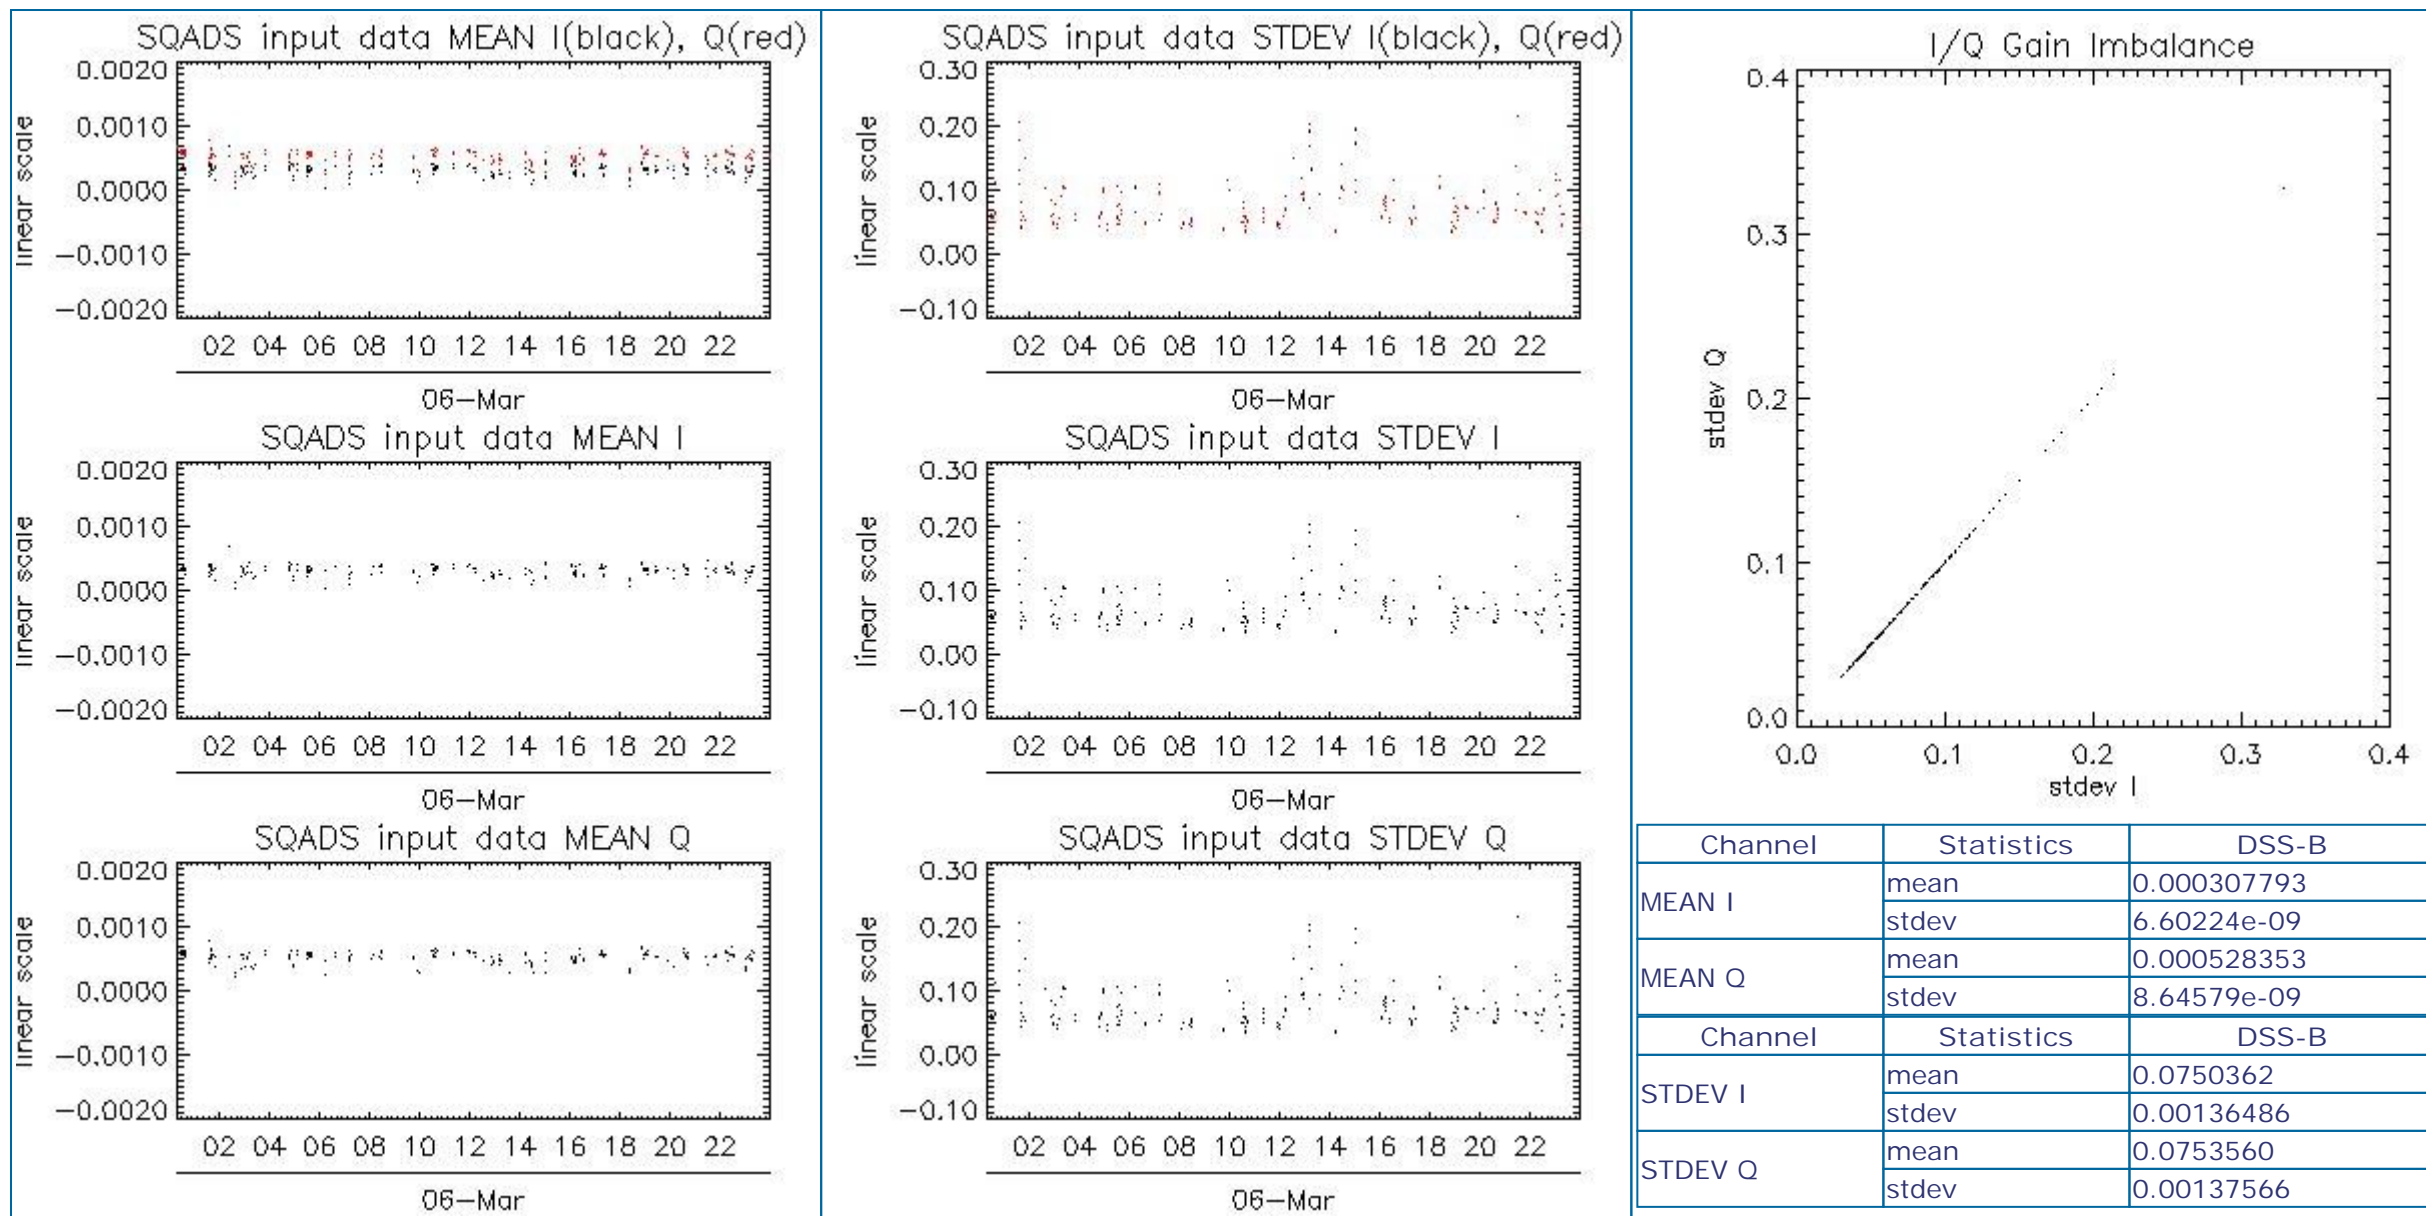 SQADS input data MEAN I(black), Q(red)
linear scale
0.0020
0.0010
0.0000
−0.0010
−0.0020
02 04 06 08 10 12 14 16 18 20 22
06−Mar
SQADS input data MEAN I
linear scale
0.0020
0.0010
0.0000
−0.0010
−0.0020
02 04 06 08 10 12 14 16 18 20 22
06−Mar
SQADS input data MEAN Q
linear scale
0.0020
0.0010
0.0000
−0.0010
−0.0020
02 04 06 08 10 12 14 16 18 20 22
06−Mar
SQADS input data STDEV I(black), Q(red)
linear scale
0.30
0.20
0.10
0.00
−0.10
02 04 06 08 10 12 14 16 18 20 22
06−Mar
SQADS input data STDEV I
linear scale
0.30
0.20
0.10
0.00
−0.10
02 04 06 08 10 12 14 16 18 20 22
06−Mar
SQADS input data STDEV Q
linear scale
0.30
0.20
0.10
0.00
−0.10
02 04 06 08 10 12 14 16 18 20 22
06−Mar
I/Q Gain Imbalance
stdev Q
0.4
0.3
0.2
0.1
0.0
0.0 0.1 0.2 0.3 0.4
stdev I
Channel Statistics DSS-B
MEAN I mean 0.000307793
stdev 6.60224e-09
MEAN Q mean 0.000528353
stdev 8.64579e-09
Channel Statistics DSS-B
STDEV I mean 0.0750362
stdev 0.00136486
STDEV Q mean 0.0753560
stdev 0.00137566